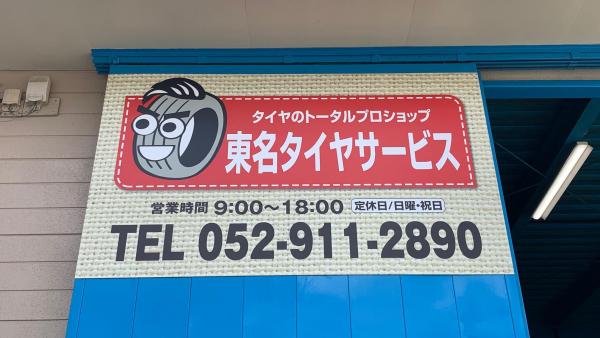 タイヤのトータルプロショップ
東名タイヤサービス
営業時間 9:00～18:00 定休日/日曜・祝日
TEL 052-911-2890